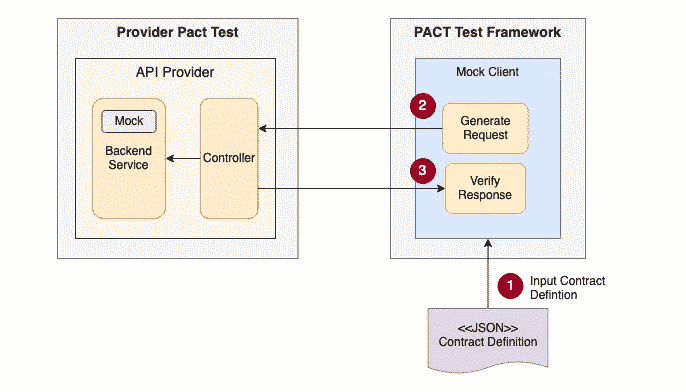 Provider Pact Test
API Provider
Mock
Backend
Service
Controller
PACT Test Framework
Mock Client
2
Generate
Request
3
Verify
Response
1
Input Contract
Defintion
<<JSON>>
Contract Definition